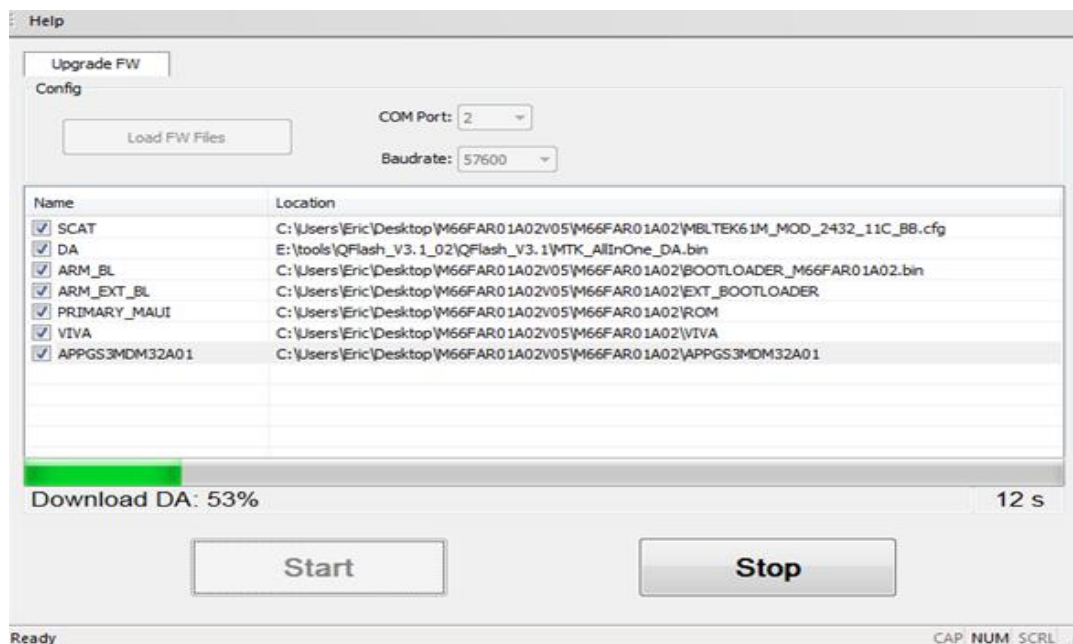 Help
Upgrade FW
Config
Load FW Files
COM Port: 2
Baudrate: 57600
Name Location
SCAT C:\Users\Eric\Desktop\M66FAR01A02V05\M66FAR01A02\MBLTEK61M_MOD_2432_11C_BB.cfg
DA E:\tools\QFlash_V3.1_02\QFlash_V3.1\MTK_AllInOne_DA.bin
ARM_BL C:\Users\Eric\Desktop\M66FAR01A02V05\M66FAR01A02\BOOTLOADER_M66FAR01A02.bin
ARM_EXT_BL C:\Users\Eric\Desktop\M66FAR01A02V05\M66FAR01A02\EXT_BOOTLOADER
PRIMARY_MAUI C:\Users\Eric\Desktop\M66FAR01A02V05\M66FAR01A02\ROM
VIVA C:\Users\Eric\Desktop\M66FAR01A02V05\M66FAR01A02\VIVA
APPGS3MDM32A01 C:\Users\Eric\Desktop\M66FAR01A02V05\M66FAR01A02\APPGS3MDM32A01
Download DA: 53% 12 s
Start Stop
Ready CAP NUM SCRL